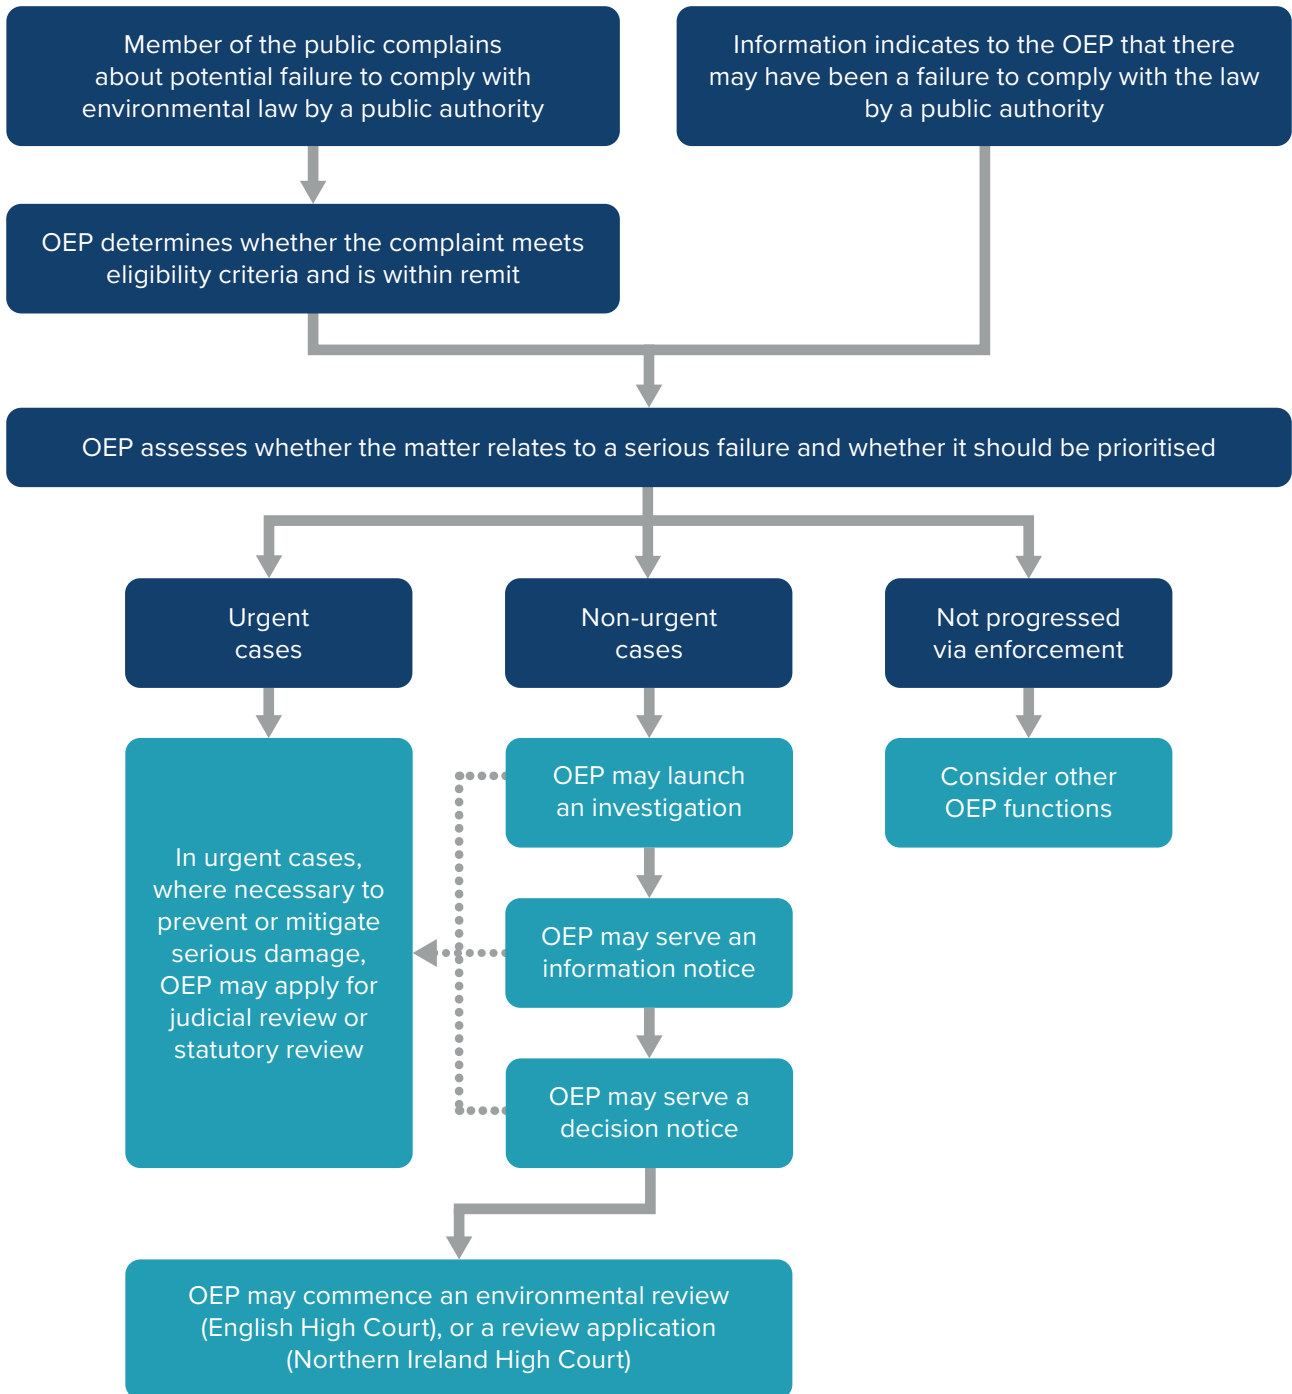 Member of the public complains
about potential failure to comply with
environmental law by a public authority
Information indicates to the OEP that there
may have been a failure to comply with the law
by a public authority
OEP determines whether the complaint meets
eligibility criteria and is within remit
OEP assesses whether the matter relates to a serious failure and whether it should be prioritised
Urgent
cases
Non-urgent
cases
Not progressed
via enforcement
In urgent cases,
where necessary to
prevent or mitigate
serious damage,
OEP may apply for
judicial review or
statutory review
OEP may launch
an investigation
Consider other
OEP functions
OEP may serve an
information notice
OEP may serve a
decision notice
OEP may commence an environmental review
(English High Court), or a review application
(Northern Ireland High Court)